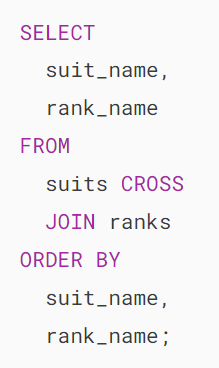 SELECT
suit_name,
rank_name
FROM
suits CROSS
JOIN ranks
ORDER BY
suit_name,
rank_name;